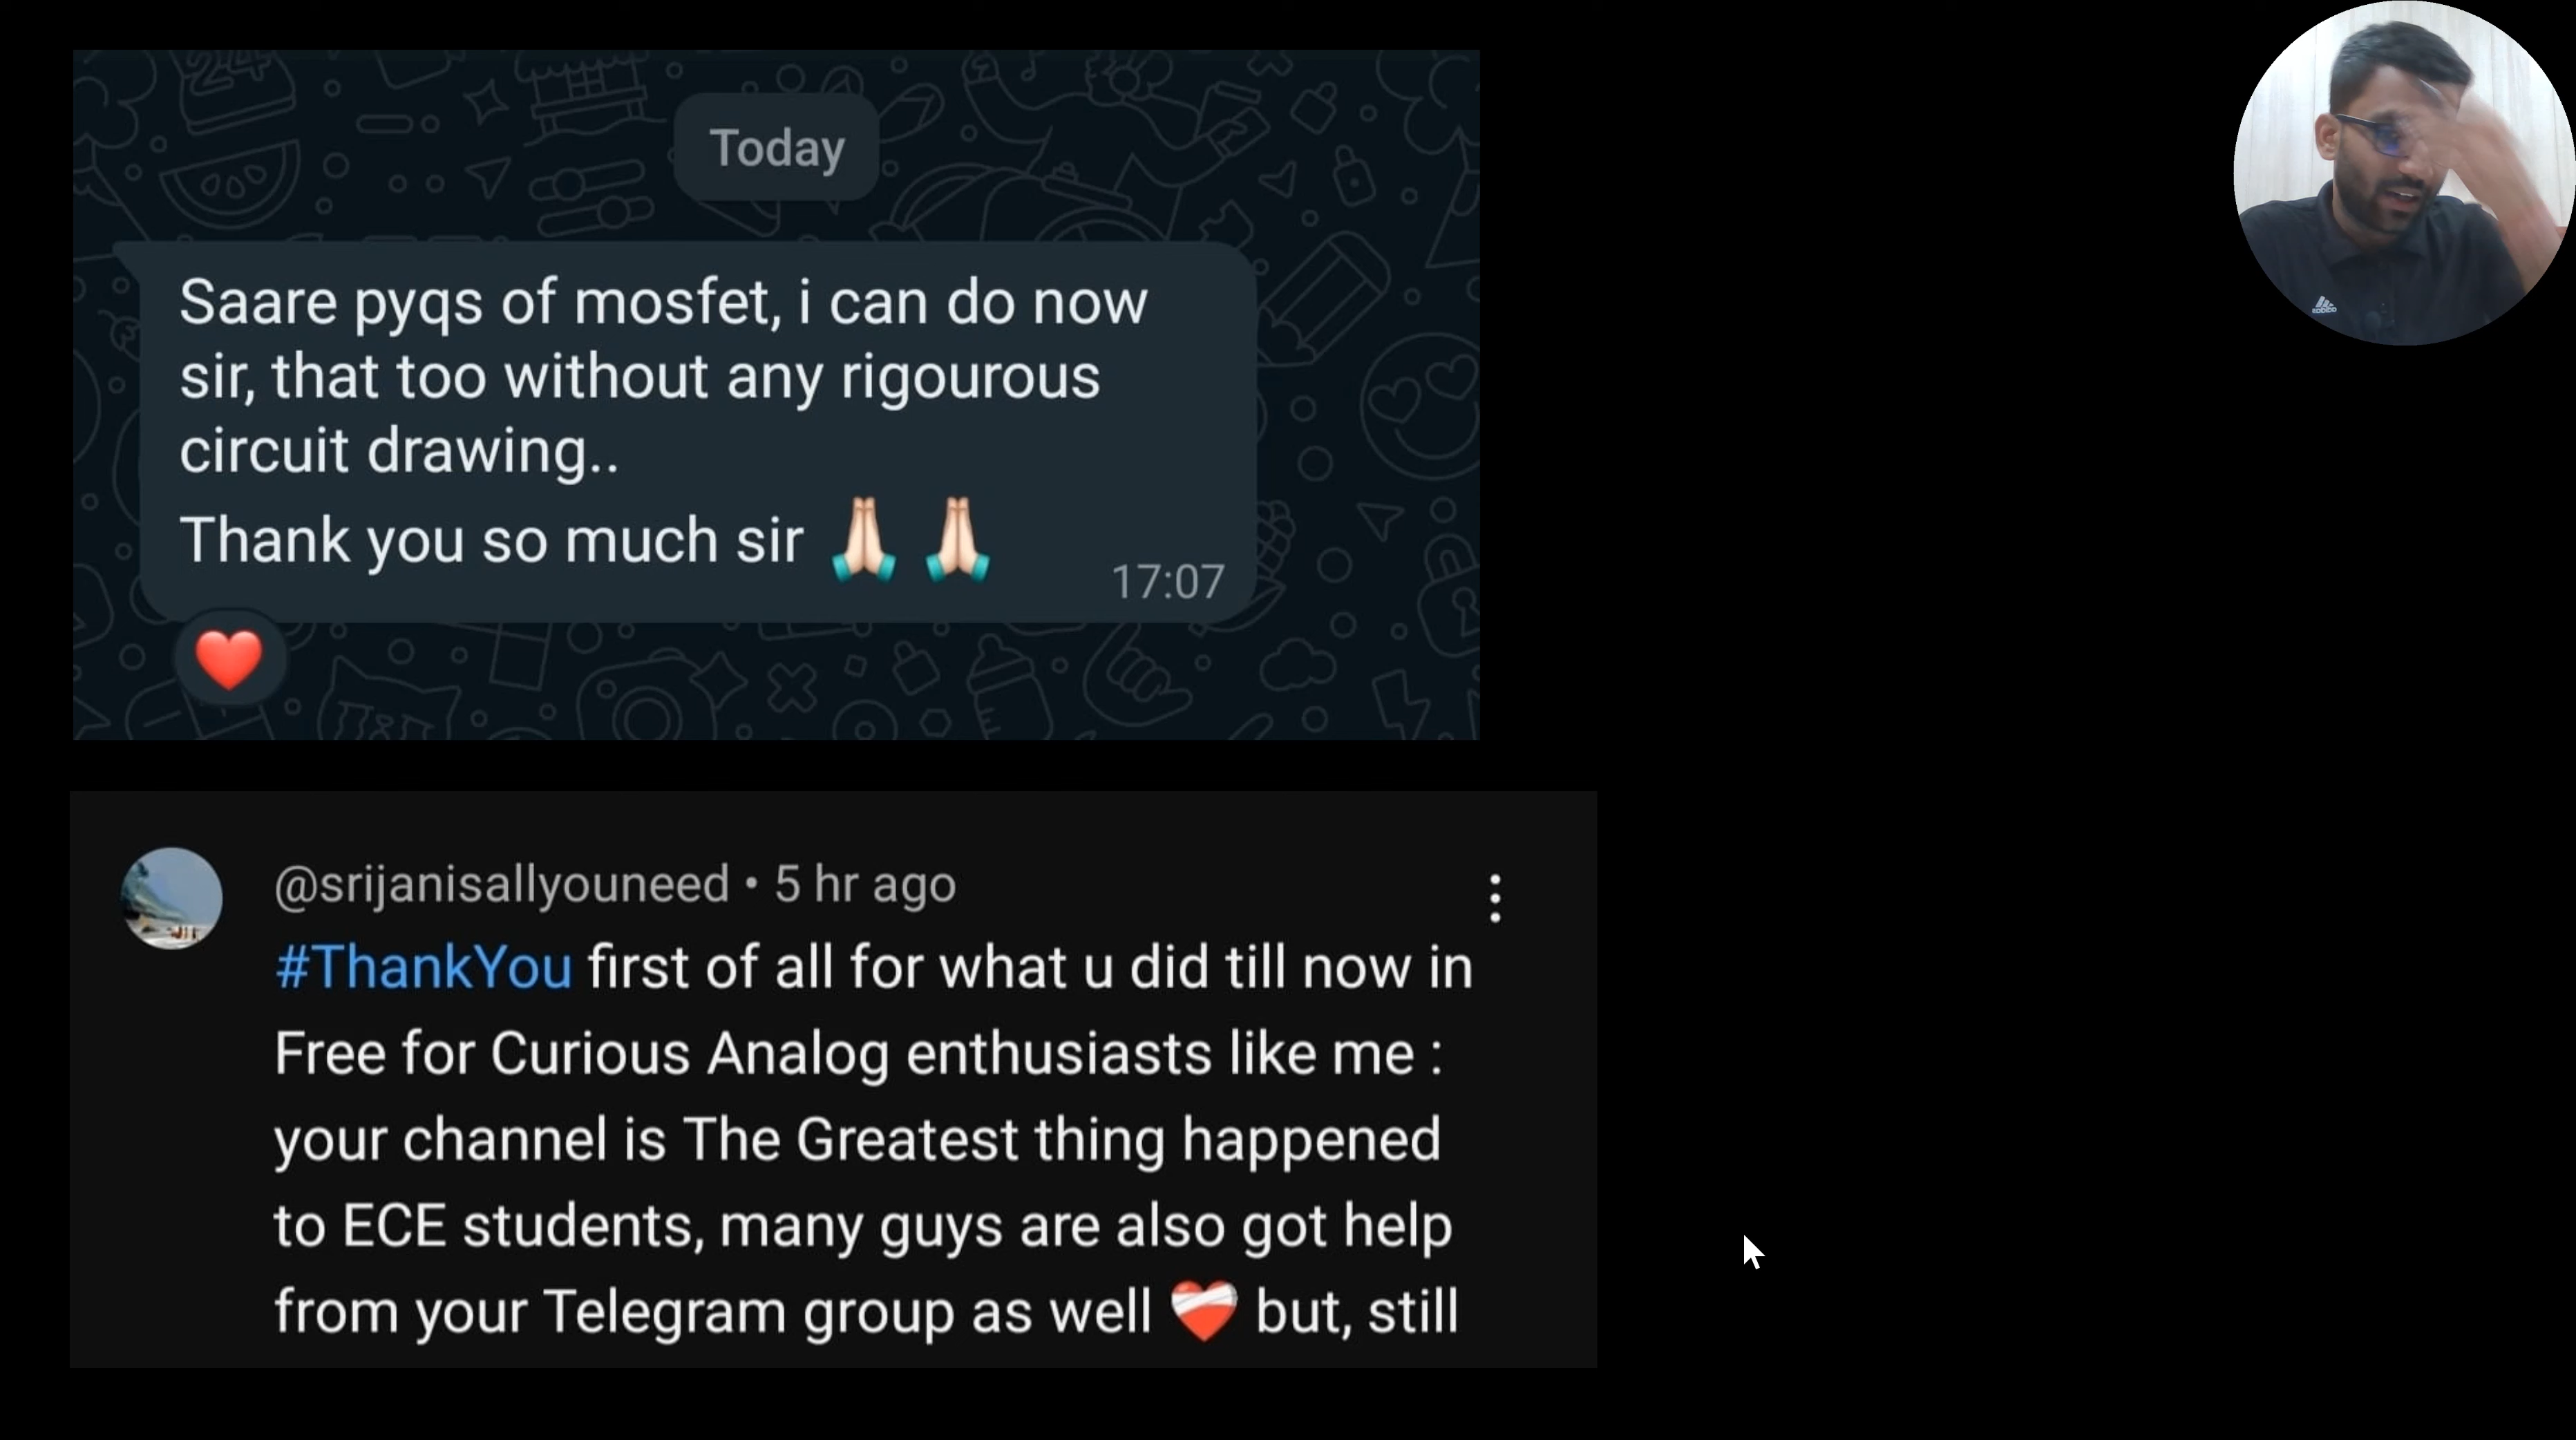 Today
Saare pyqs of mosfet, i can do now
sir, that too without any rigourous
circuit drawing..
Thank you so much sir 🙏🏻 🙏🏻
17:07
@srijanisallyouneed • 5 hr ago
#ThankYou first of all for what u did till now in
Free for Curious Analog enthusiasts like me :
your channel is The Greatest thing happened
to ECE students, many guys are also got help
from your Telegram group as well ❤️‍🩹 but, still